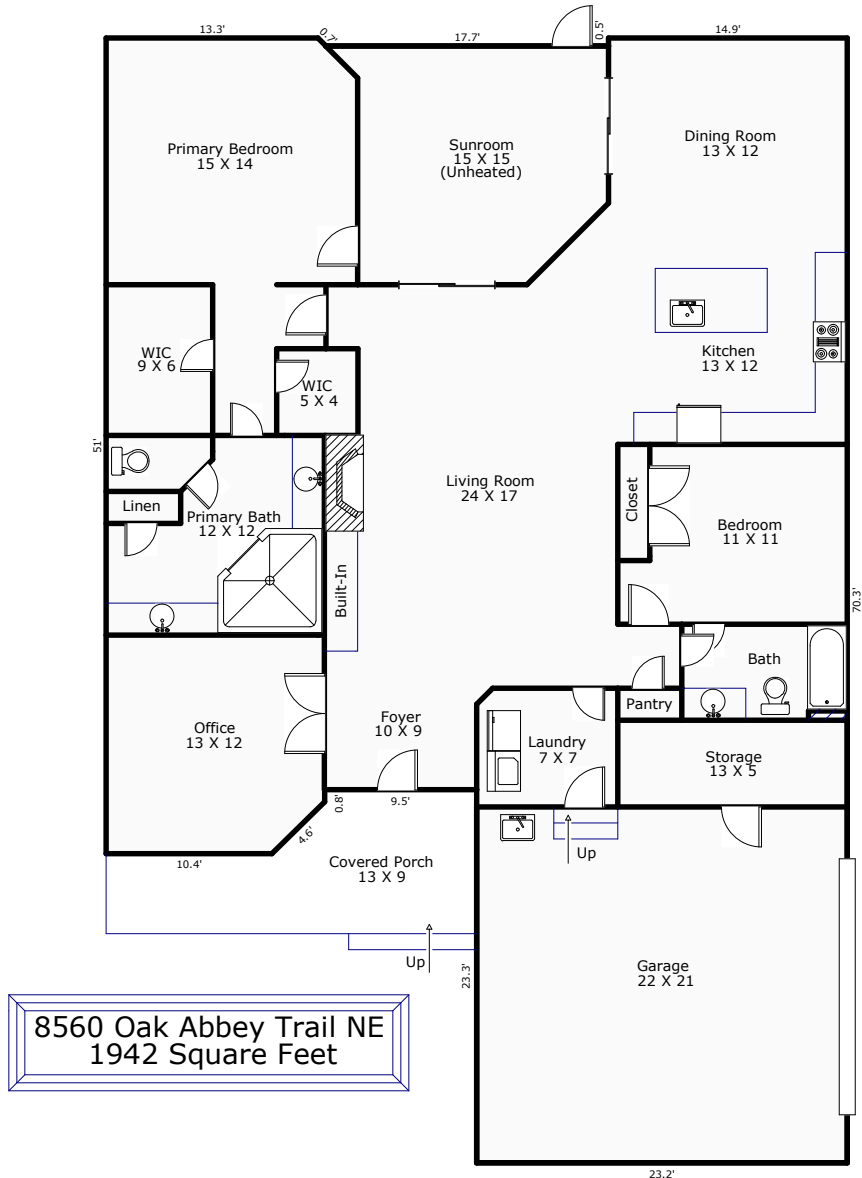 13.3'
0.7'
17.7'
0.5'
14.9'
Primary Bedroom
15 X 14
Sunroom
15 X 15
(Unheated)
Dining Room
13 X 12
WIC
9 X 6
WIC
5 X 4
Kitchen
13 X 12
51'
Linen
Primary Bath
12 X 12
Living Room
24 X 17
Closet
Bedroom
11 X 11
Built-In
70.3'
Bath
Pantry
Office
13 X 12
Foyer
10 X 9
Laundry
7 X 7
Storage
13 X 5
0.8'
9.5'
4.6'
10.4'
Covered Porch
13 X 9
Up
Up
23.3'
Garage
22 X 21
8560 Oak Abbey Trail NE
1942 Square Feet
23.2'